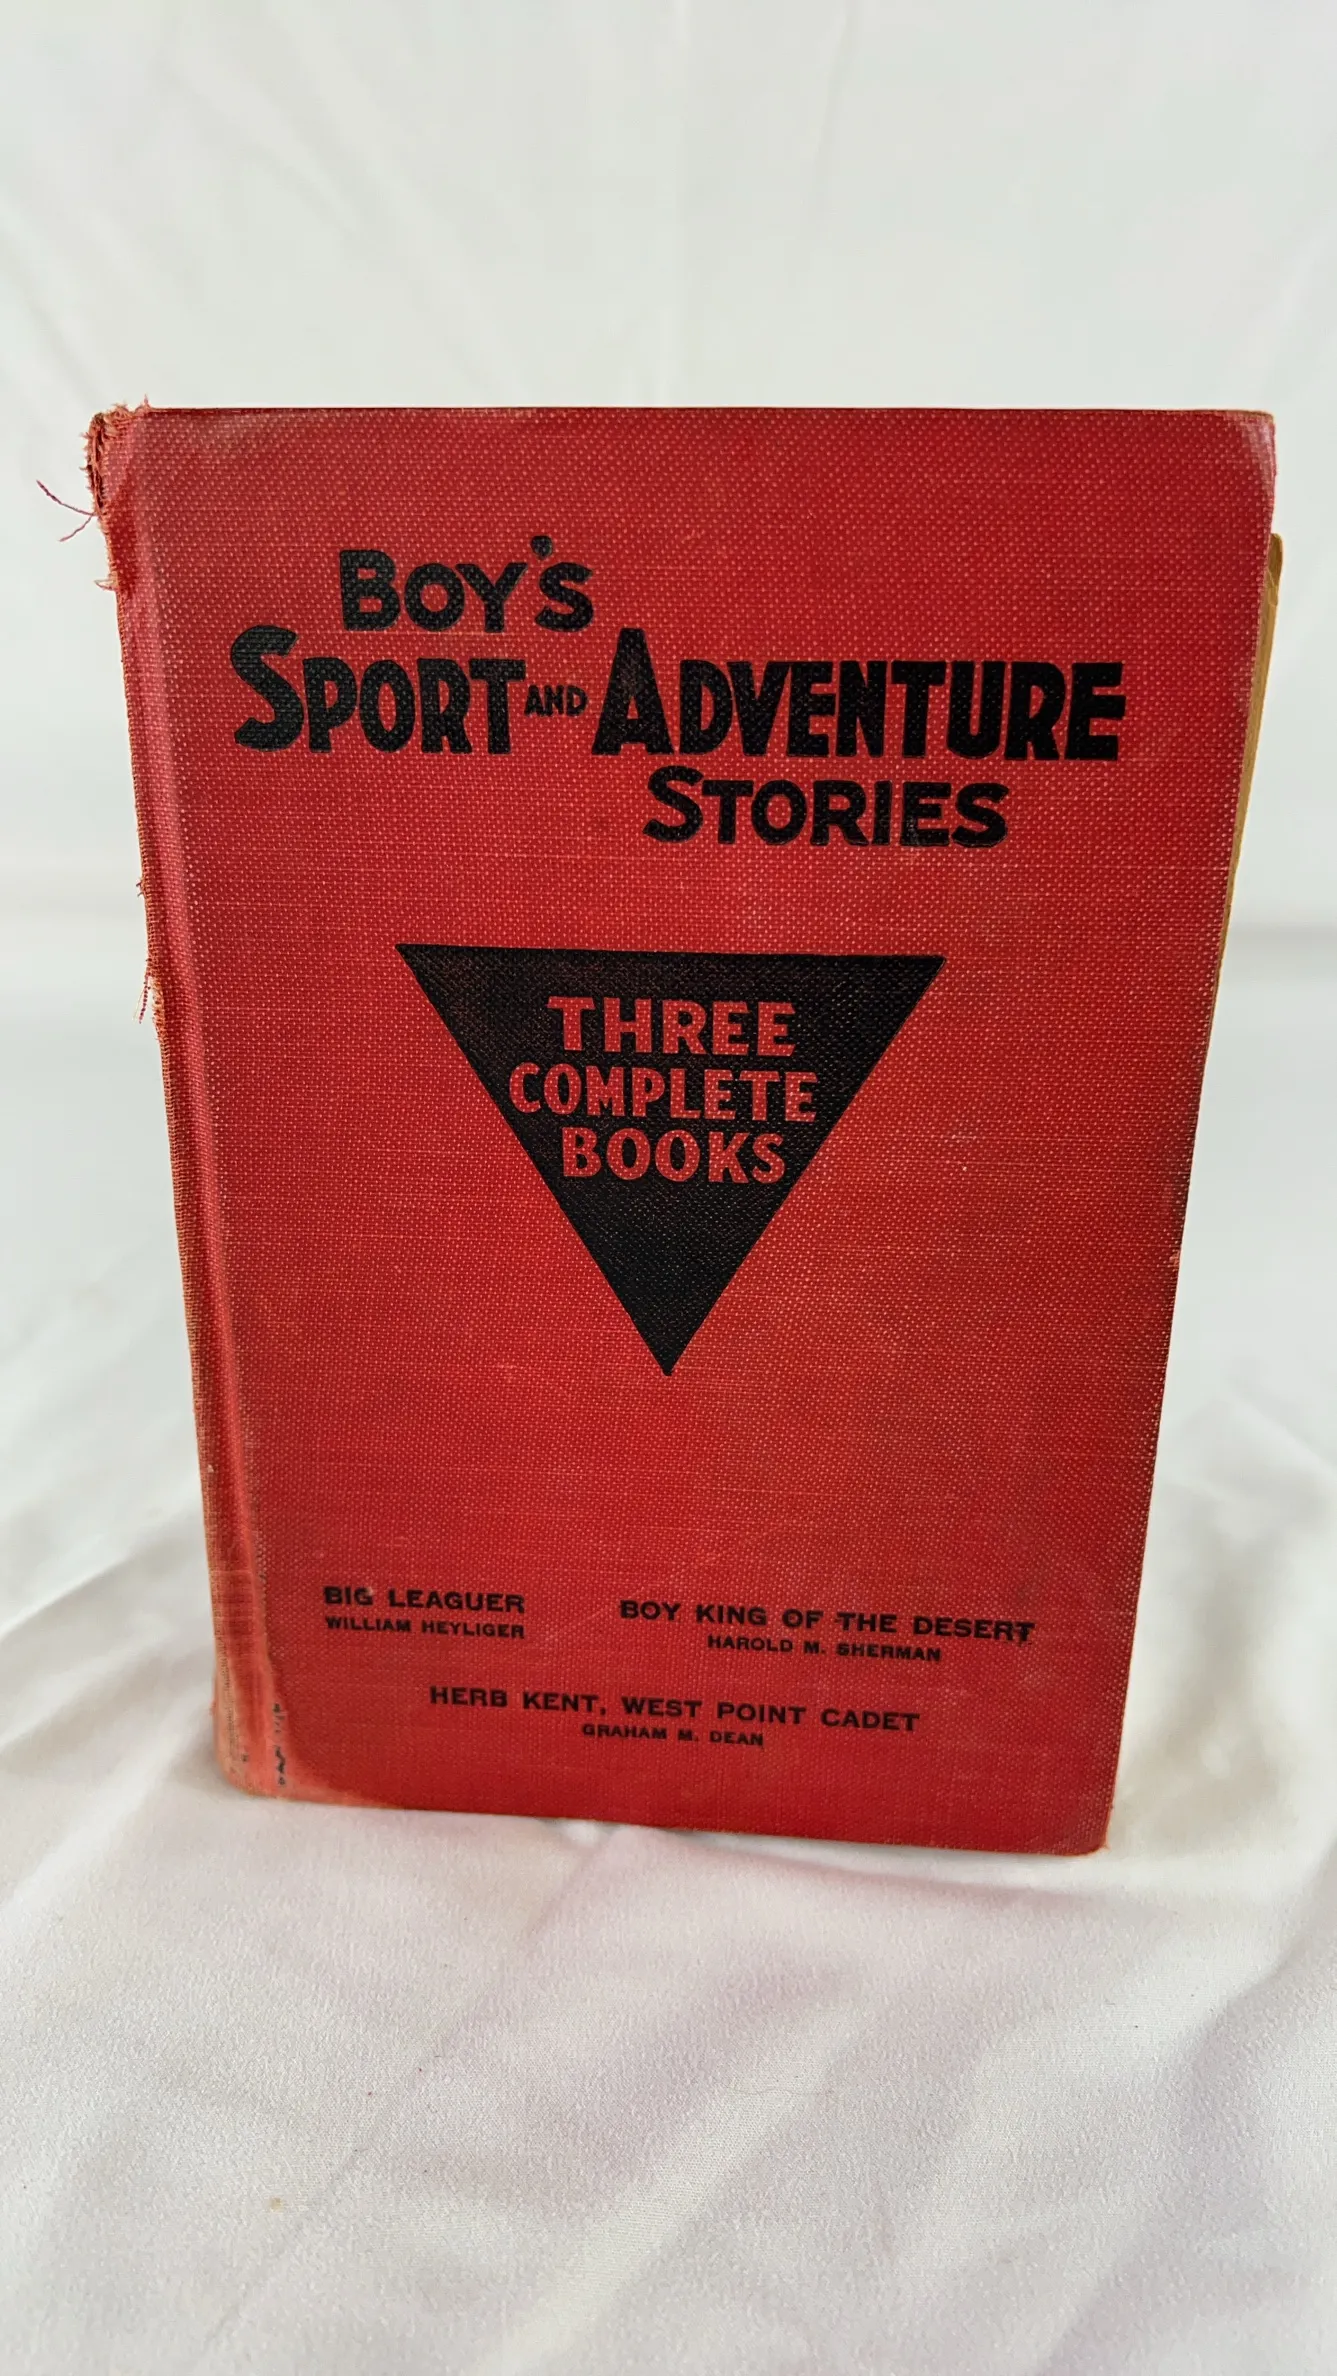 BOY'S
SPORT AND ADVENTURE
STORIES
THREE
COMPLETE
BOOKS
BIG LEAGUER
WILLIAM HEYLIGER
BOY KING OF THE DESERT
HAROLD M. SHERMAN
HERB KENT, WEST POINT CADET
GRAHAM M. DEAN